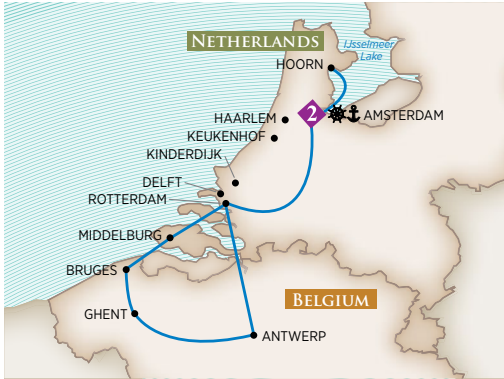 NETHERLANDS
IJsselmeer
Lake
HOORN
2
AMSTERDAM
HAARLEM
KEUKENHOF
KINDERDIJK
DELFT
ROTTERDAM
MIDDELBURG
BRUGES
BELGIUM
GHENT
ANTWERP